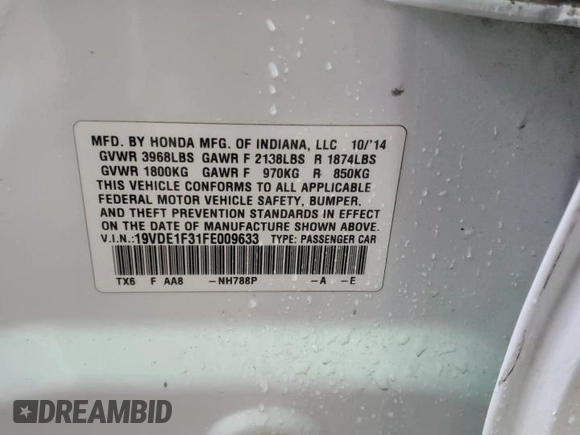 MFD. BY HONDA MFG. OF INDIANA, LLC 10/'14
GVWR 3968LBS GAWR F 2138LBS R 1874LBS
GVWR 1800KG GAWR F 970KG R 850KG
THIS VEHICLE CONFORMS TO ALL APPLICABLE
FEDERAL MOTOR VEHICLE SAFETY, BUMPER,
AND THEFT PREVENTION STANDARDS IN EFFECT
ON THE DATE OF MANUFACTURE SHOWN ABOVE.
V.I.N.:19VDE1F31FE009633 TYPE: PASSENGER CAR
TX6 F AA8 -NH788P -A -E
DREAMBID